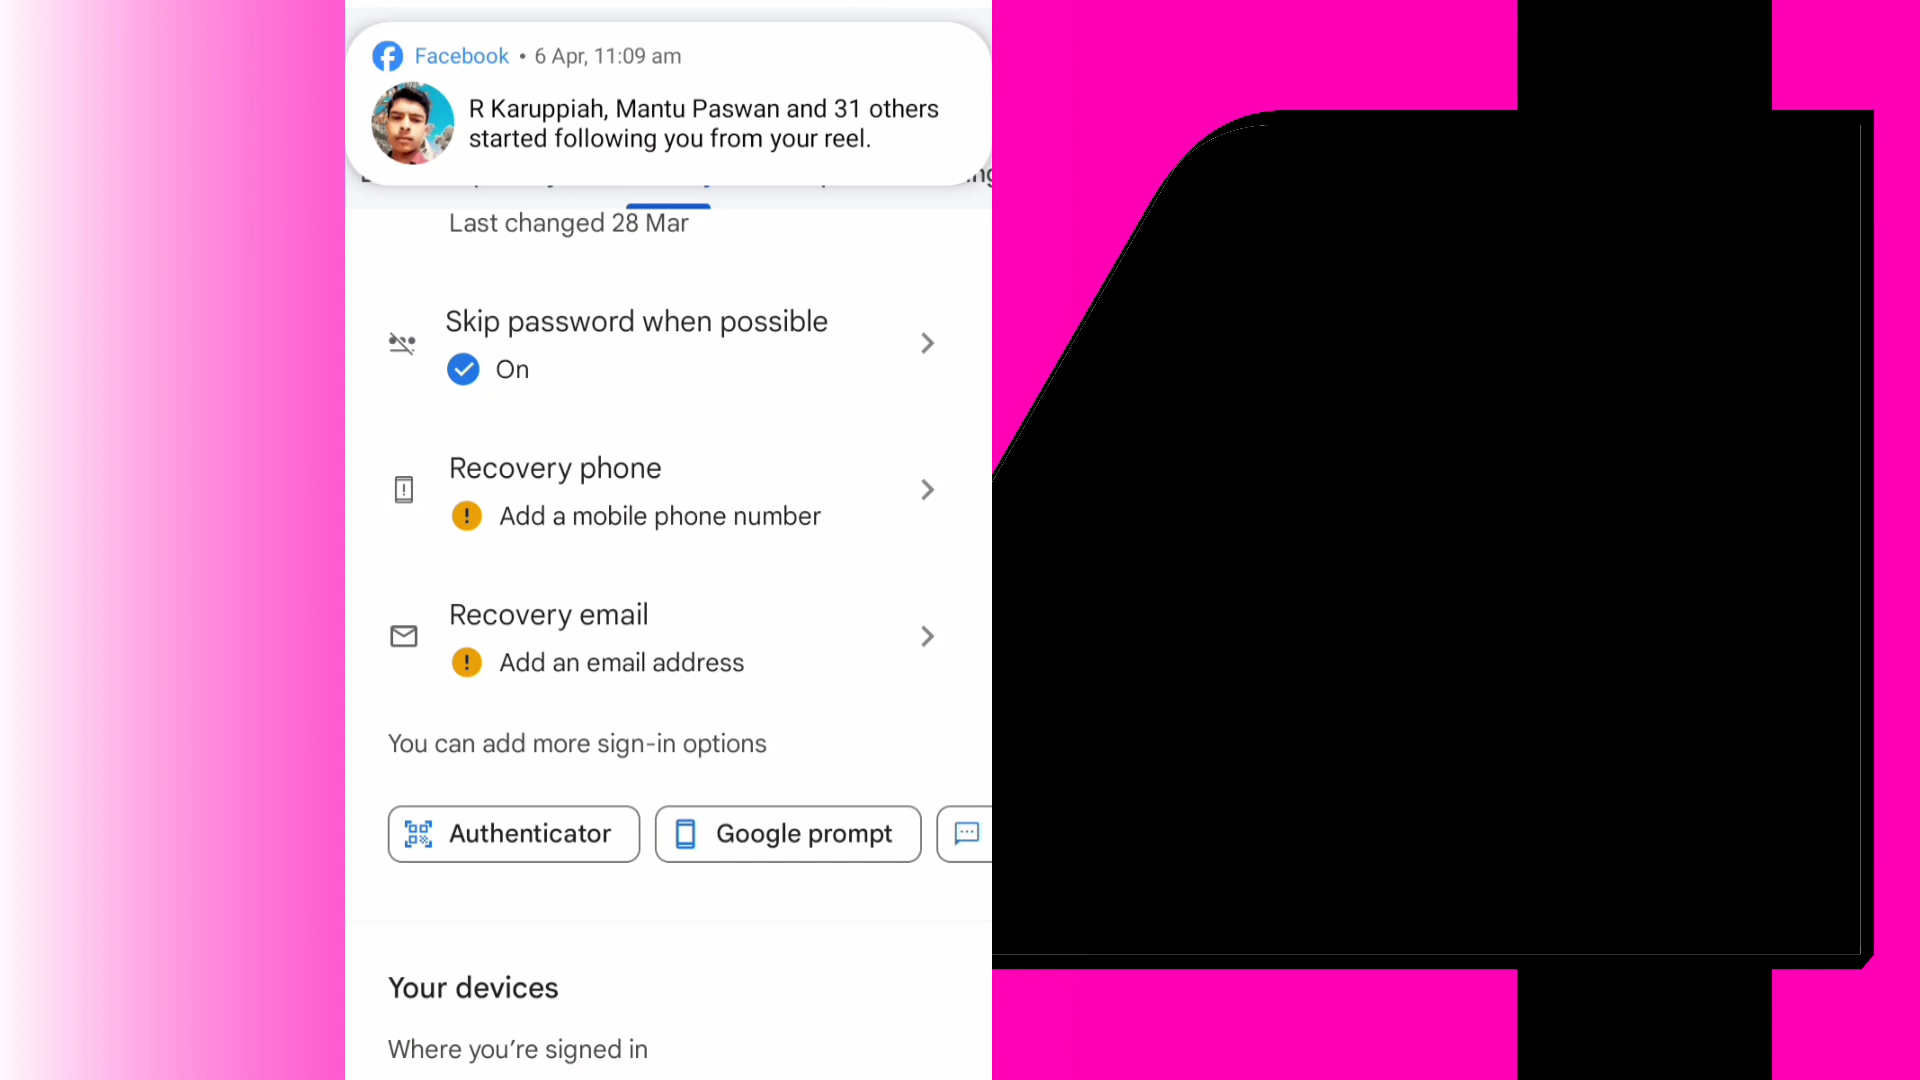 Facebook • 6 Apr, 11:09 am
R Karuppiah, Mantu Paswan and 31 others
started following you from your reel.
Last changed 28 Mar
Skip password when possible
On
Recovery phone
Add a mobile phone number
Recovery email
Add an email address
You can add more sign-in options
Authenticator
Google prompt
Your devices
Where you’re signed in